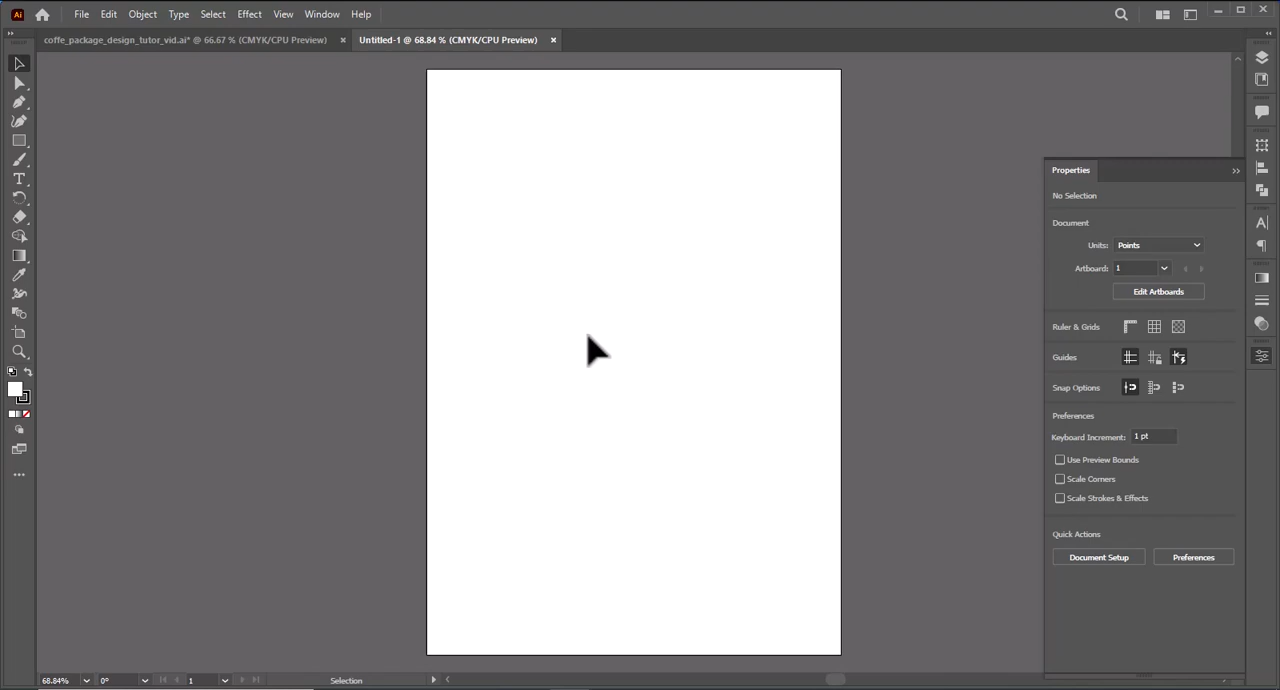 Ai File Edit Object Type Select Effect View Window Help
coffe_package_design_tutor_vid.ai* @ 66.67 % (CMYK/CPU Preview) × Untitled-1 @ 68.84 % (CMYK/CPU Preview) ×
Properties
No Selection
Document
Units: Points
Artboard: 1
Edit Artboards
Ruler & Grids
Guides
Snap Options
Preferences
Keyboard Increment: 1 pt
Use Preview Bounds
Scale Corners
Scale Strokes & Effects
Quick Actions
Document Setup Preferences
68.84% 0° 1 Selection